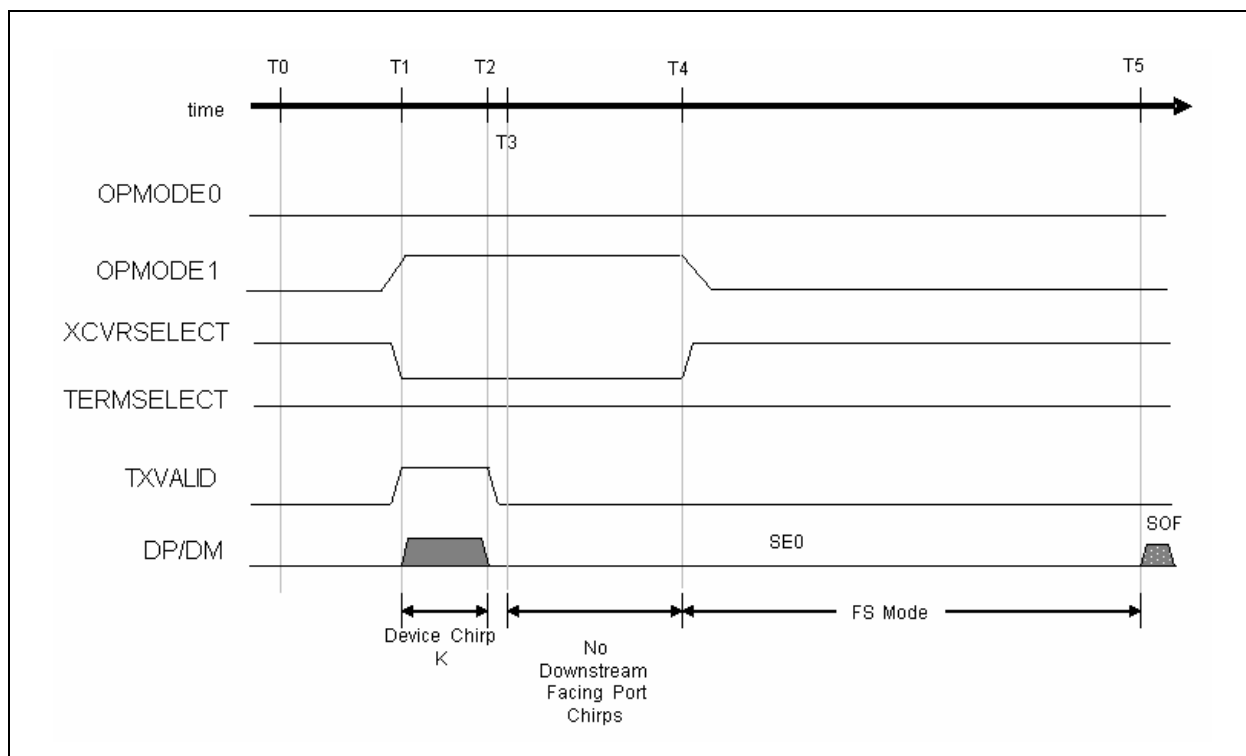 T0
T1
T2
T4
T5
time
T3
OPMODE0
OPMODE1
XCVRSELECT
TERMSELECT
TXVALID
SOF
SE0
DP/DM
FS Mode
Device Chirp
K
No
Downstream
Facing Port
Chirps